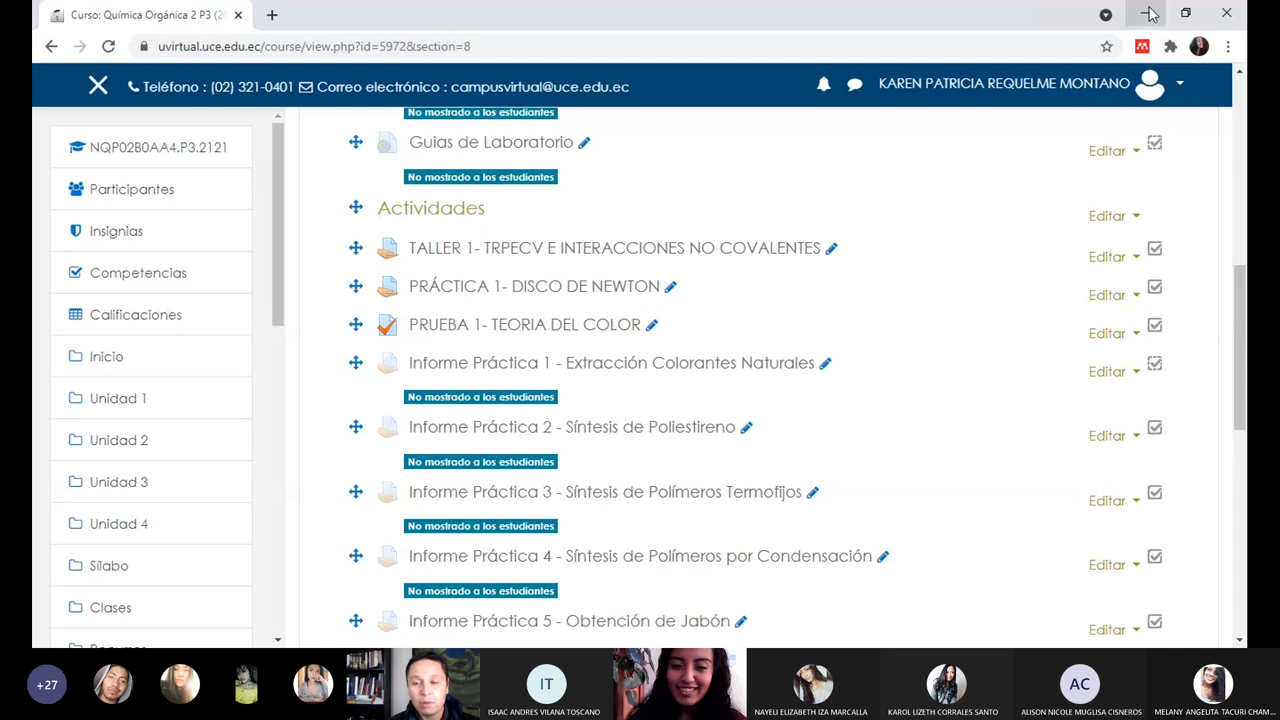 Curso: Química Orgánica 2 P3 (2
uvirtual.uce.edu.ec/course/view.php?id=5972&section=8
Teléfono : (02) 321-0401 Correo electrónico : campusvirtual@uce.edu.ec
KAREN PATRICIA REQUELME MONTANO
NQP02B0AA4.P3.2121
Participantes
Insignias
Competencias
Calificaciones
Inicio
Unidad 1
Unidad 2
Unidad 3
Unidad 4
Sílabo
Clases
No mostrado a los estudiantes
Guias de Laboratorio
Editar
No mostrado a los estudiantes
Actividades
Editar
TALLER 1- TRPECV E INTERACCIONES NO COVALENTES
Editar
PRÁCTICA 1- DISCO DE NEWTON
Editar
PRUEBA 1- TEORIA DEL COLOR
Editar
Informe Práctica 1 - Extracción Colorantes Naturales
Editar
No mostrado a los estudiantes
Informe Práctica 2 - Síntesis de Poliestireno
Editar
No mostrado a los estudiantes
Informe Práctica 3 - Síntesis de Polímeros Termofijos
Editar
No mostrado a los estudiantes
Informe Práctica 4 - Síntesis de Polímeros por Condensación
Editar
No mostrado a los estudiantes
Informe Práctica 5 - Obtención de Jabón
Editar
+27
IT
AC
ISAAC ANDRES VILANA TOSCANO
NAYELI ELIZABETH IZA MARCALLA
KAROL LIZETH CORRALES SANTO
ALISON NICOLE MUGLISA CISNEROS
MELANY ANGELITA TACURI CHAM...